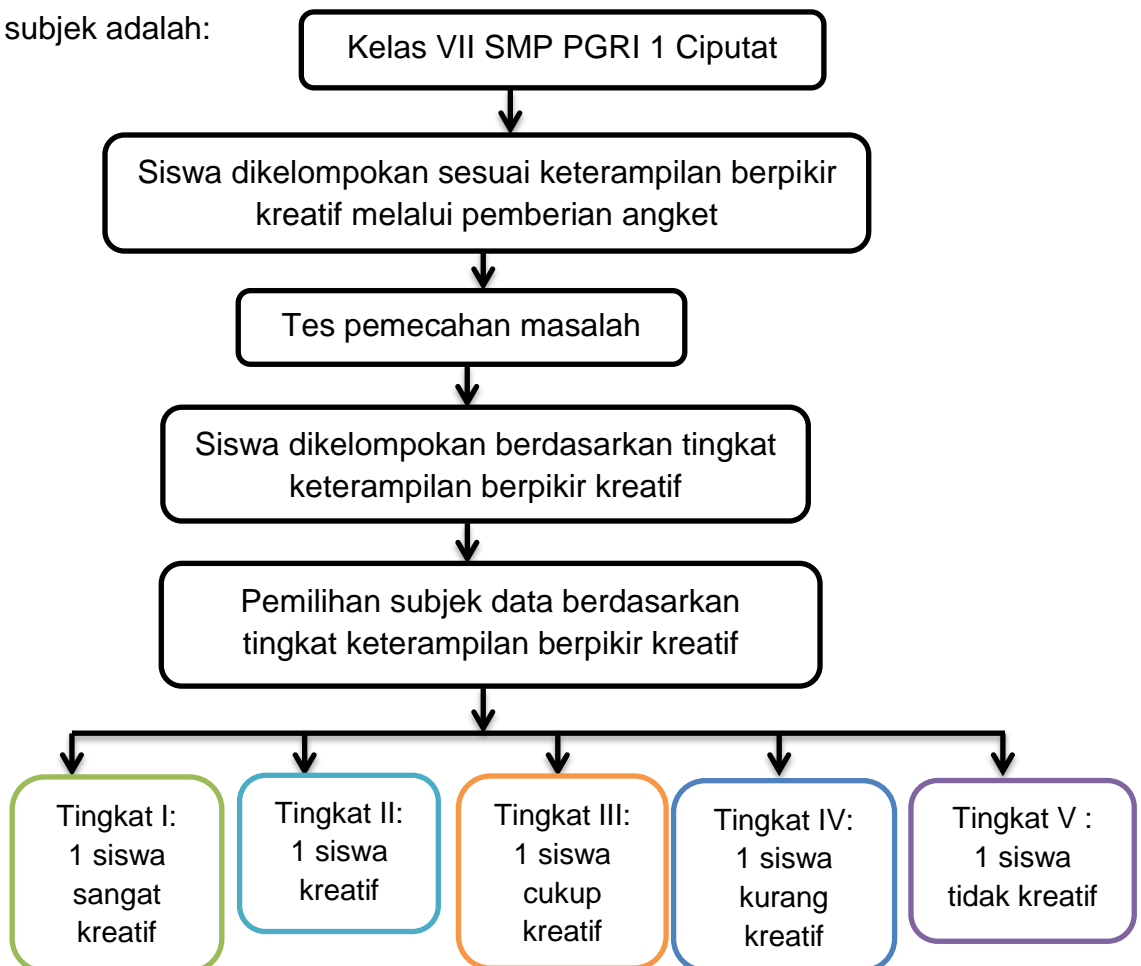 subjek adalah:
Kelas VII SMP PGRI 1 Ciputat
Siswa dikelompokan sesuai keterampilan berpikir
kreatif melalui pemberian angket
Tes pemecahan masalah
Siswa dikelompokan berdasarkan tingkat
keterampilan berpikir kreatif
Pemilihan subjek data berdasarkan
tingkat keterampilan berpikir kreatif
Tingkat I:
1 siswa
sangat
kreatif
Tingkat II:
1 siswa
kreatif
Tingkat III:
1 siswa
cukup
kreatif
Tingkat IV:
1 siswa
kurang
kreatif
Tingkat V :
1 siswa
tidak kreatif